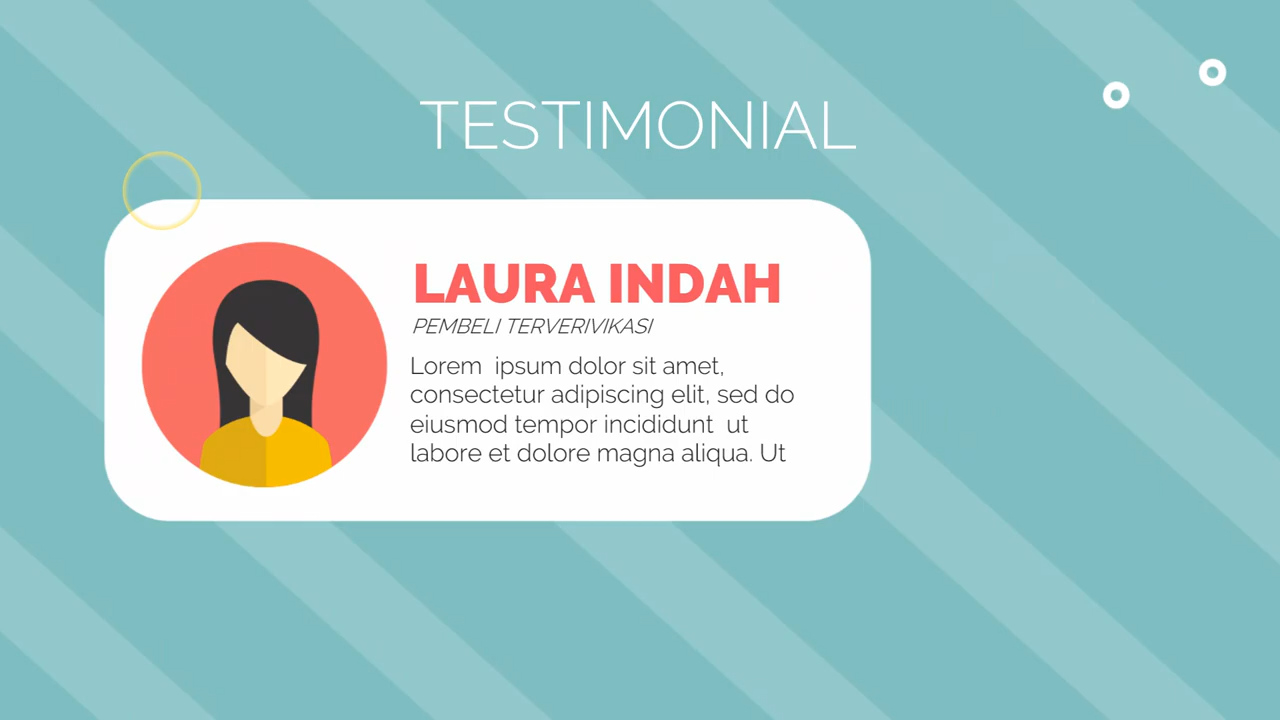 TESTIMONIAL
LAURA INDAH
PEMBELI TERVERIVIKASI
Lorem  ipsum dolor sit amet,
consectetur adipiscing elit, sed do
eiusmod tempor incididunt  ut
labore et dolore magna aliqua. Ut